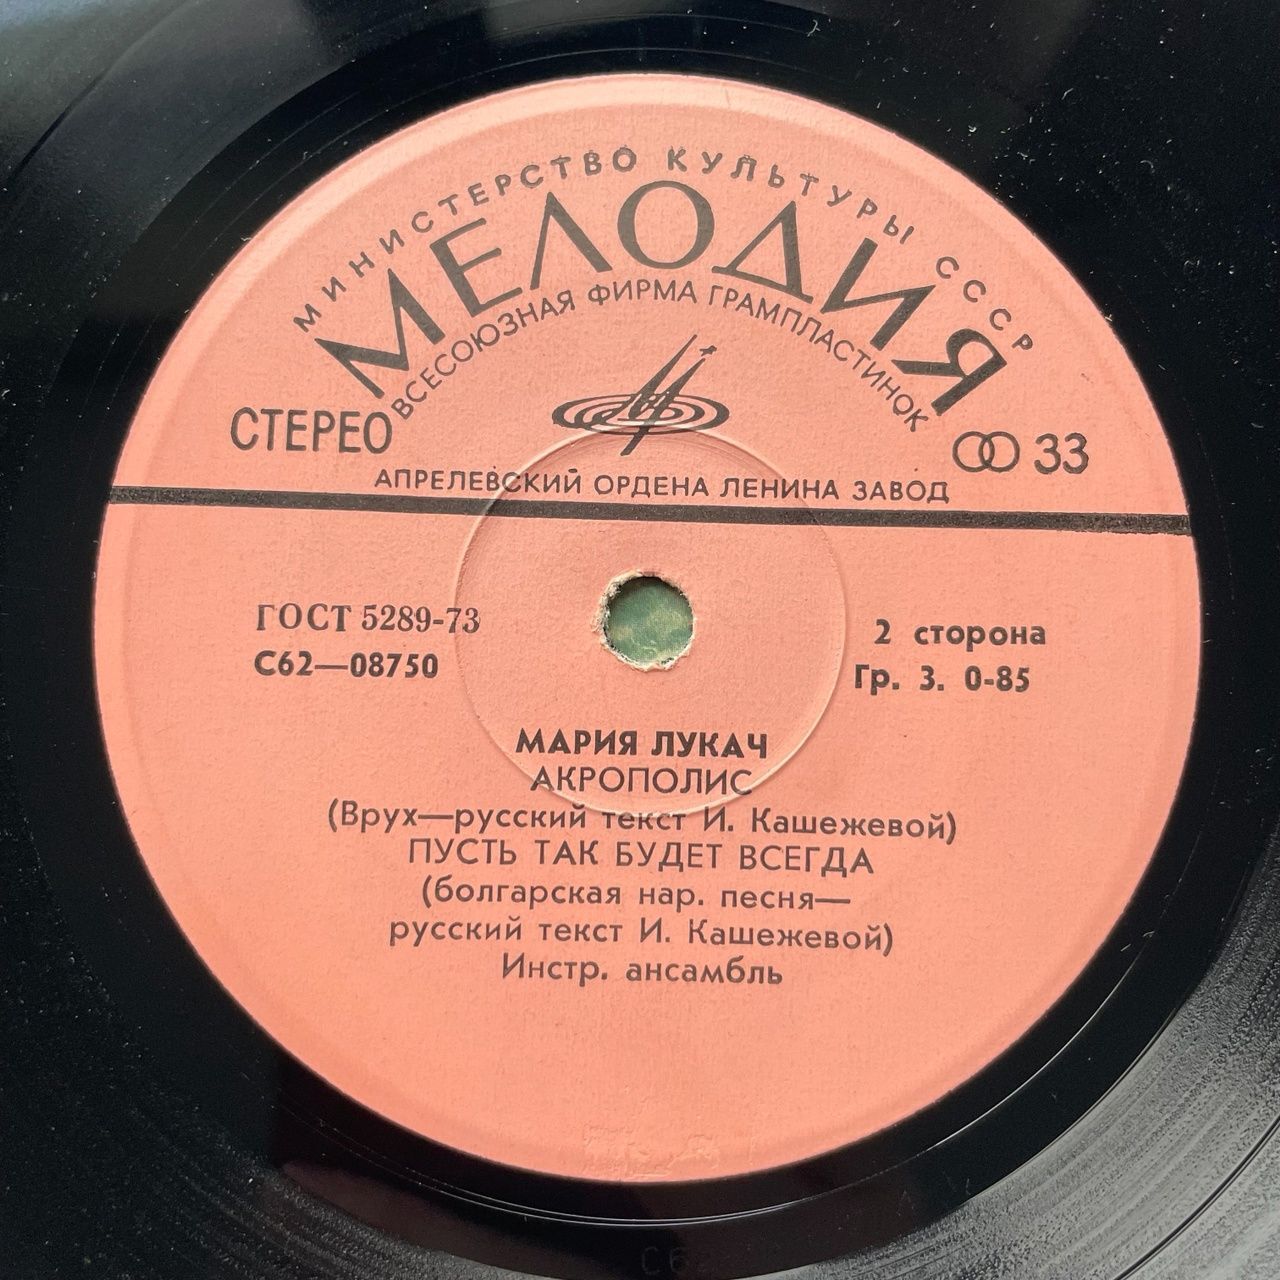 МИНИСТЕРСТВО КУЛЬТУРЫ СССР
МЕЛОДИЯ
ВСЕСОЮЗНАЯ ФИРМА ГРАМПЛАСТИНОК
СТЕРЕО
33
АПРЕЛЕВСКИЙ ОРДЕНА ЛЕНИНА ЗАВОД
ГОСТ 5289-73
С62—08750
2 сторона
Гр. 3. 0-85
МАРИЯ ЛУКАЧ
АКРОПОЛИС
(Врух—русский текст И. Кашежевой)
ПУСТЬ ТАК БУДЕТ ВСЕГДА
(болгарская нар. песня—
русский текст И. Кашежевой)
Инстр. ансамбль